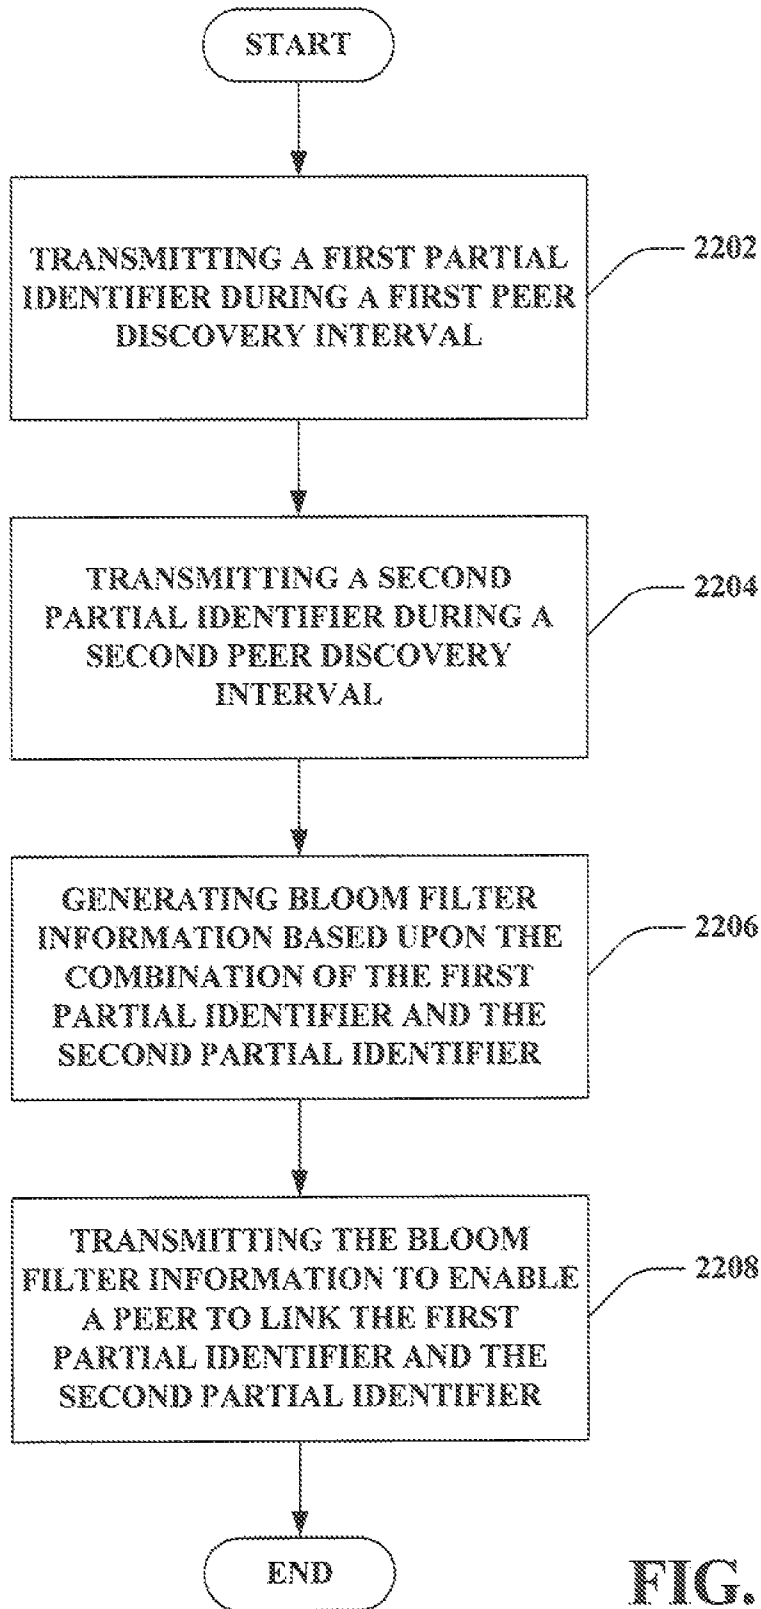 START
TRANSMITTING A FIRST PARTIAL
IDENTIFIER DURING A FIRST PEER
DISCOVERY INTERVAL
2202
TRANSMITTING A SECOND
PARTIAL IDENTIFIER DURING A
SECOND PEER DISCOVERY
INTERVAL
2204
GENERATING BLOOM FILTER
INFORMATION BASED UPON THE
COMBINATION OF THE FIRST
PARTIAL IDENTIFIER AND THE
SECOND PARTIAL IDENTIFIER
2206
TRANSMITTING THE BLOOM
FILTER INFORMATION TO ENABLE
A PEER TO LINK THE FIRST
PARTIAL IDENTIFIER AND THE
SECOND PARTIAL IDENTIFIER
2208
END
FIG.